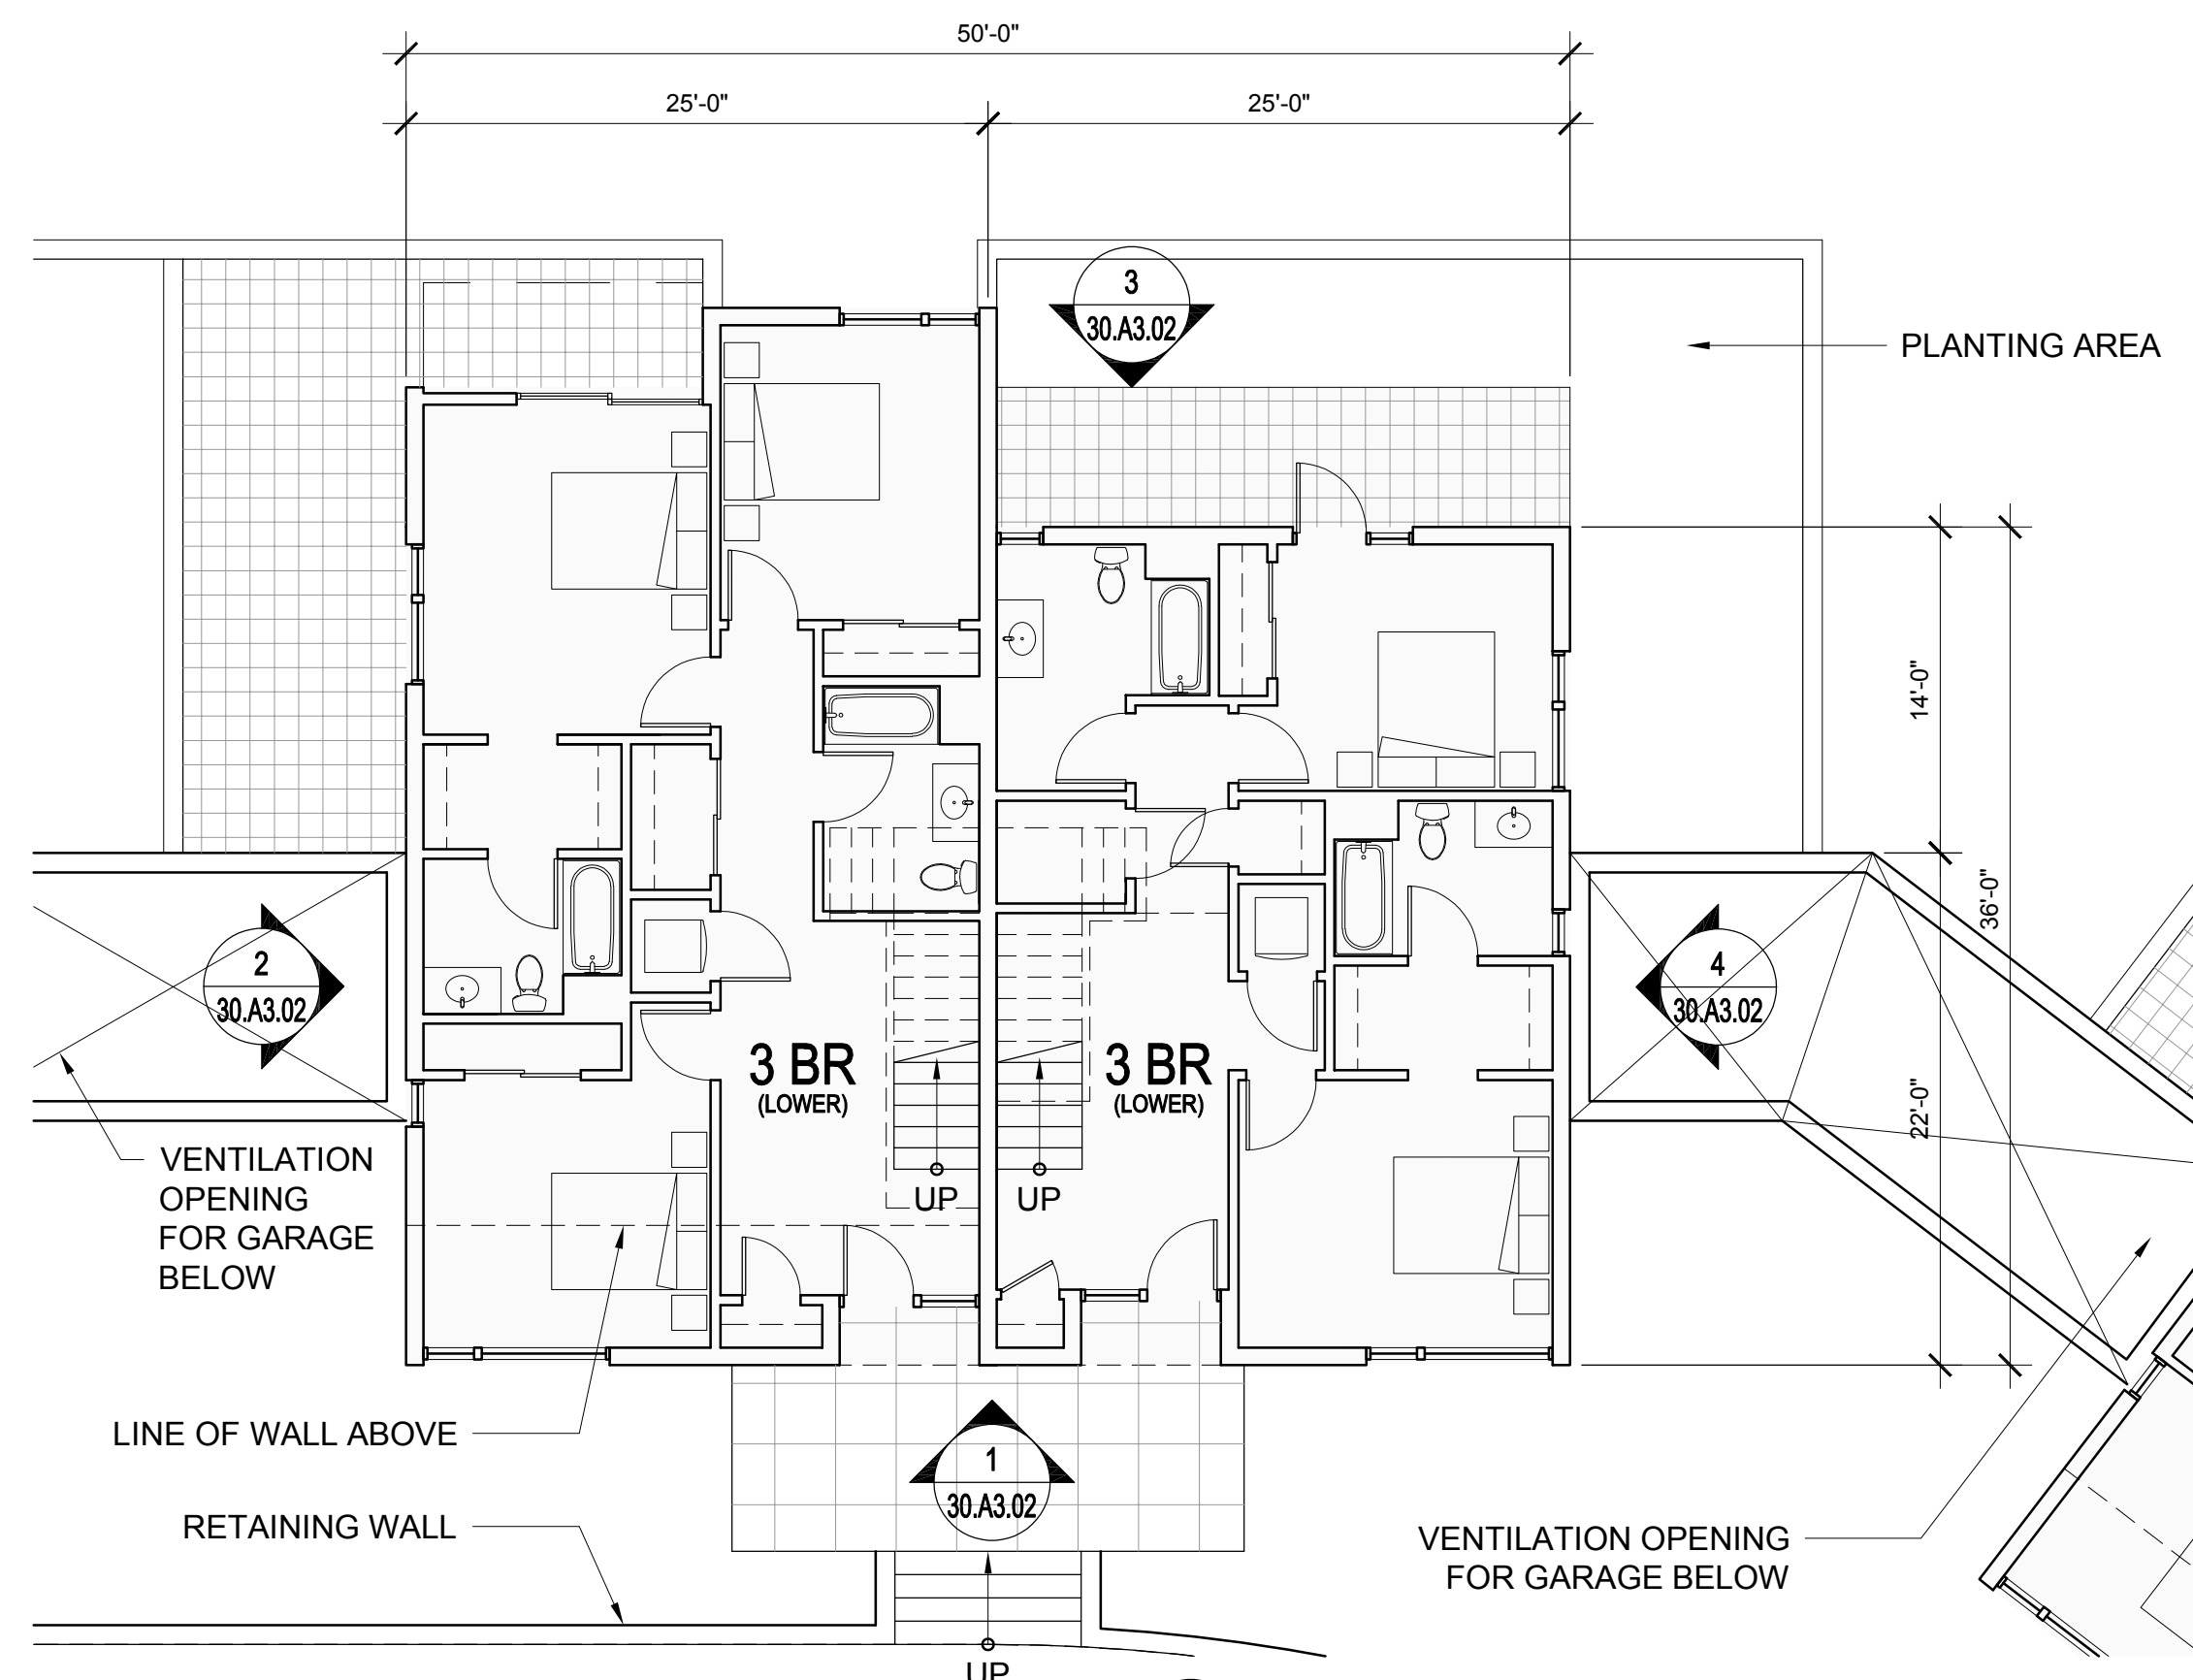 50'-0"
25'-0"
25'-0"
3
30.A3.02
PLANTING AREA
14'-0"
36'-0"
2
30.A3.02
4
30.A3.02
3 BR
(LOWER)
3 BR
(LOWER)
22'-0"
VENTILATION
OPENING
FOR GARAGE
BELOW
UP
UP
LINE OF WALL ABOVE
1
30.A3.02
RETAINING WALL
VENTILATION OPENING
FOR GARAGE BELOW
UP